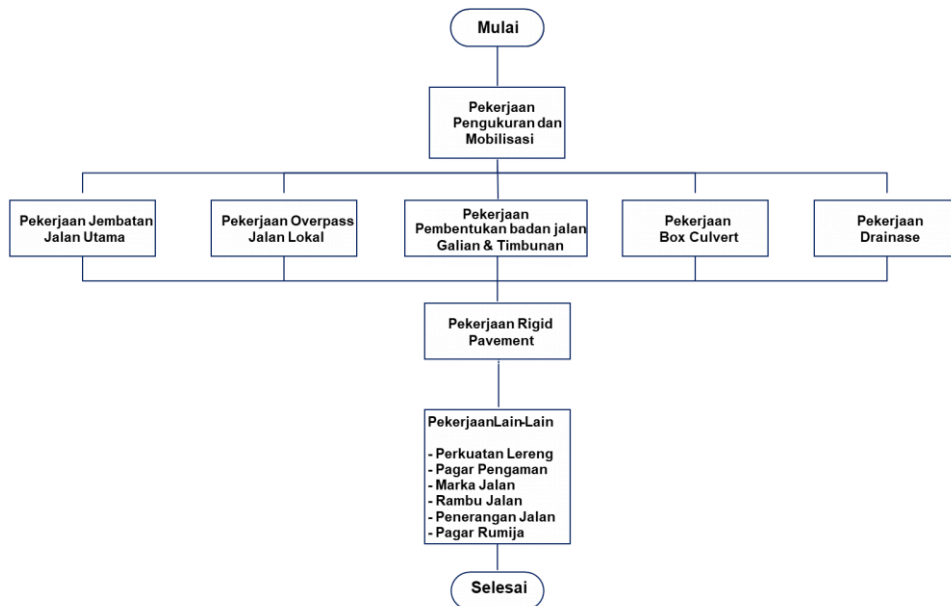 Mulai
Pekerjaan
Pengukuran dan
Mobilisasi
Pekerjaan Jembatan
Jalan Utama
Pekerjaan Overpass
Jalan Lokal
Pekerjaan
Pembentukan badan jalan
Galian & Timbunan
Pekerjaan
Box Culvert
Pekerjaan
Drainase
Pekerjaan Rigid
Pavement
PekerjaanLain-Lain
- Perkuatan Lereng
- Pagar Pengaman
- Marka Jalan
- Rambu Jalan
- Penerangan Jalan
- Pagar Rumija
Selesai